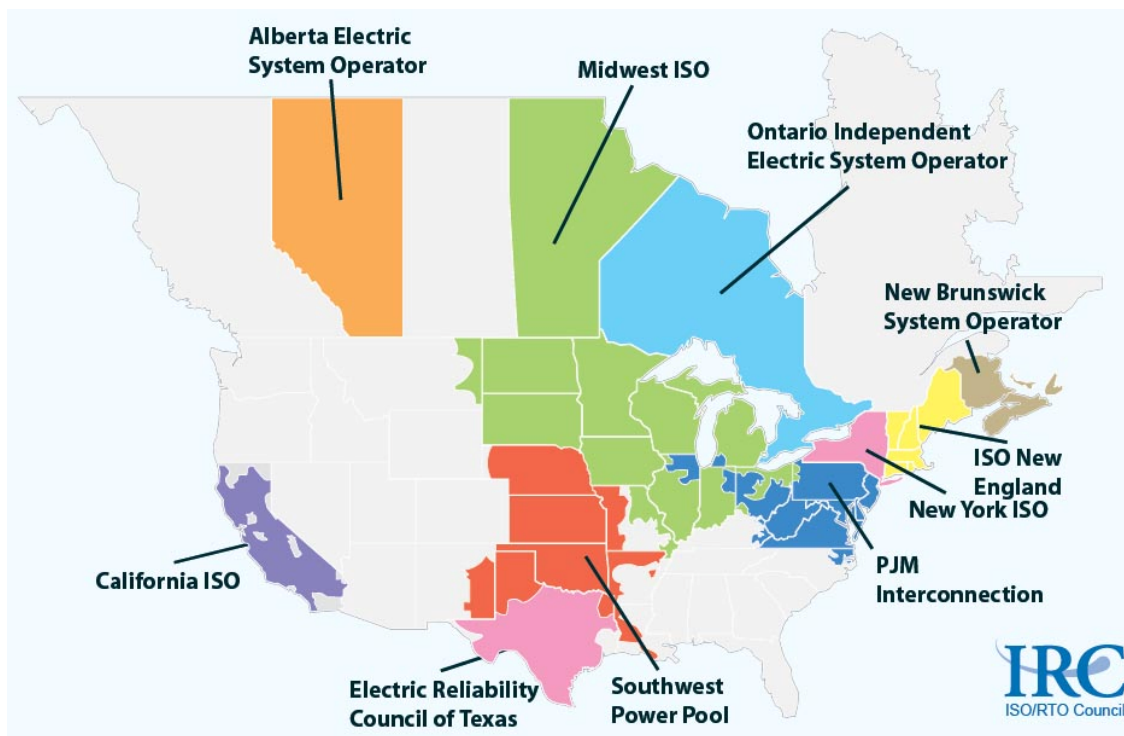 Alberta Electric
System Operator
Midwest ISO
Ontario Independent
Electric System Operator
New Brunswick
System Operator
ISO New
England
New York ISO
PJM
Interconnection
California ISO
Electric Reliability
Council of Texas
Southwest
Power Pool
IRC
ISO/RTO Council